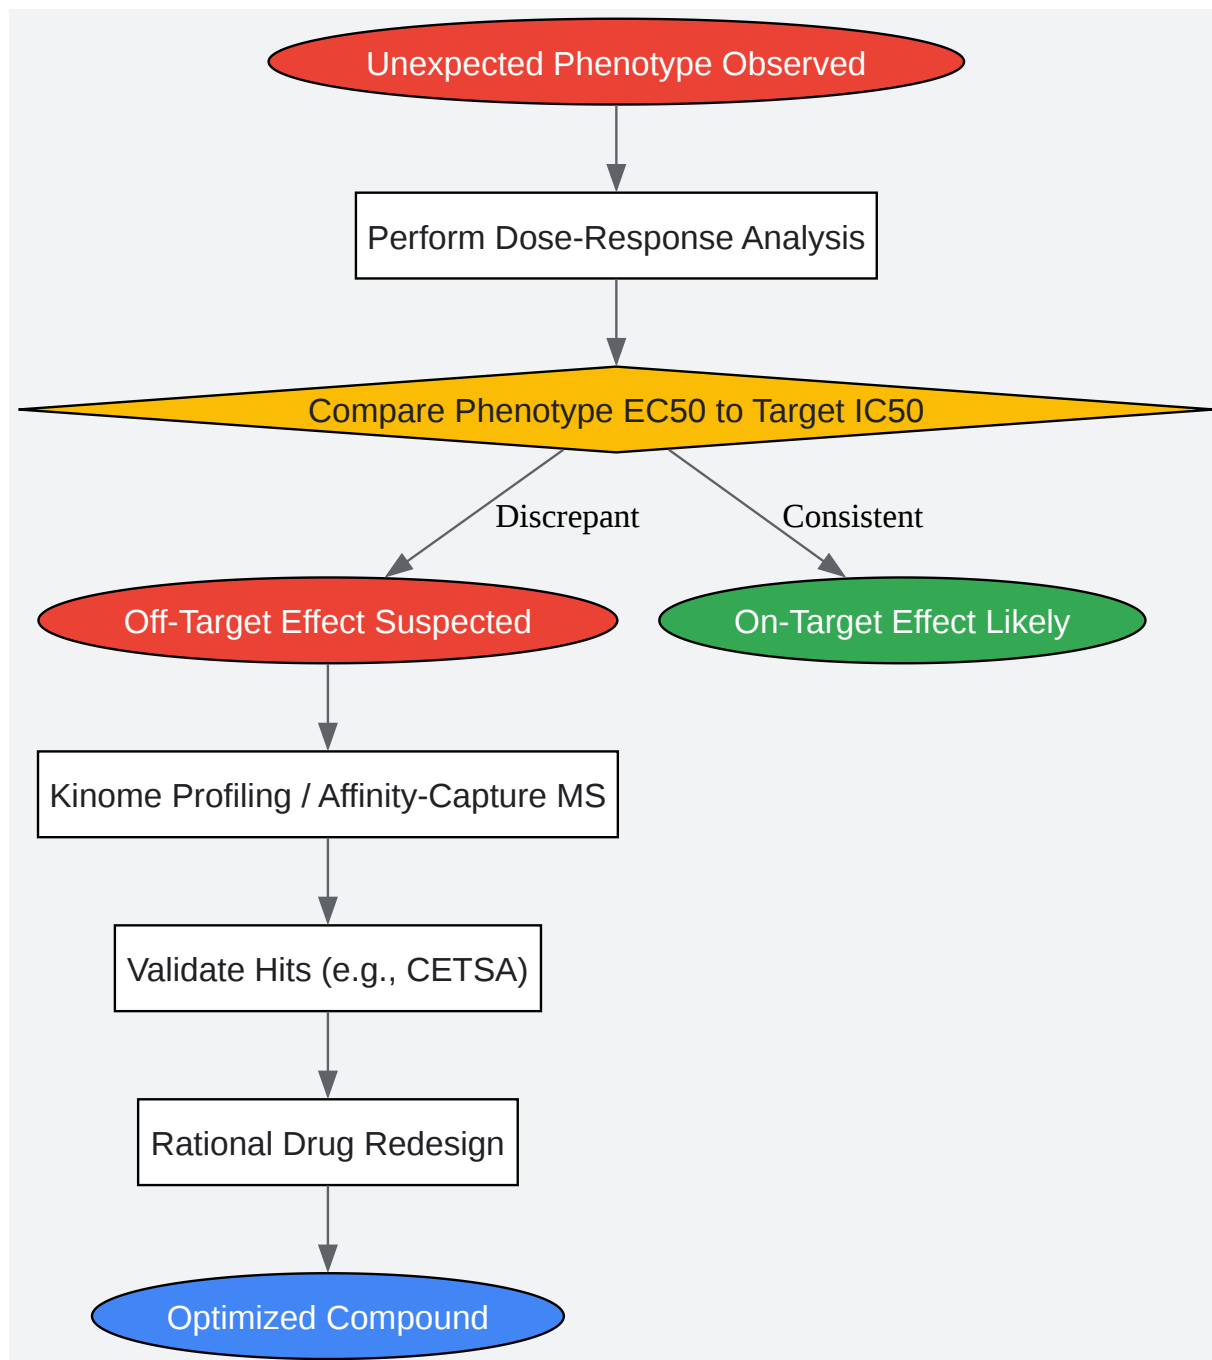 Unexpected Phenotype Observed
Perform Dose-Response Analysis
Compare Phenotype EC50 to Target IC50
Discrepant
Consistent
Off-Target Effect Suspected
On-Target Effect Likely
Kinome Profiling / Affinity-Capture MS
Validate Hits (e.g., CETSA)
Rational Drug Redesign
Optimized Compound